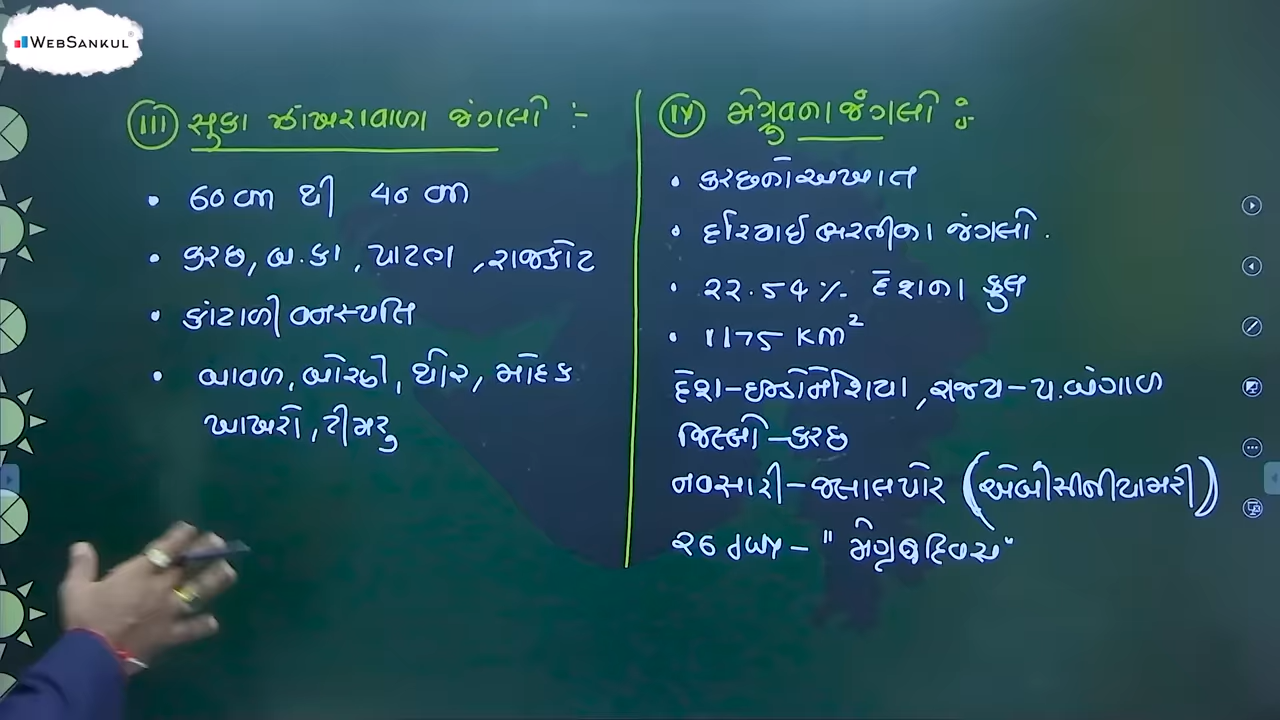 WEBSANKUL
(iii) સુકા ઝાંખરાવાળા જંગલો :-
• 60 cm થી 40 cm
• કચ્છ, બ.કા, પાટણ, રાજકોટ
• કાંટાળી વનસ્પતિ
• બાવળ, બોરડી, થોર, મોદક
ખાખરો, ટીમરુ
(iv) મેંગ્રુવના જંગલો :-
• કચ્છનો અખાત
• દરિયાઈ ભરતીના જંગલો.
• 22.54% દેશના કુલ
• 1175 KM²
દેશ-ઇન્ડોનેશિયા, રાજ્ય-પ.બંગાળ
જિલ્લો-કચ્છ
નવસારી-જલાલપોર (એબીસીનીયામરી)
26 - "મેંગ્રુવ દિવસ"